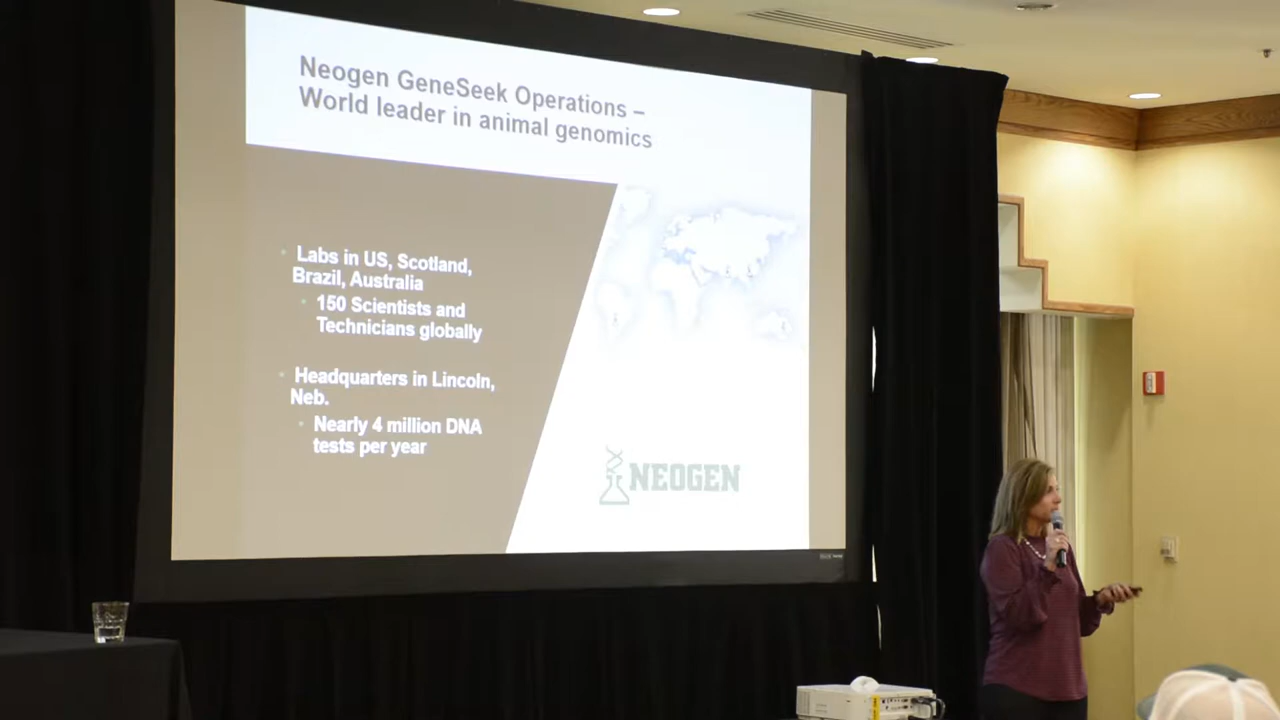 Neogen GeneSeek Operations –
World leader in animal genomics
Labs in US, Scotland,
Brazil, Australia
150 Scientists and
Technicians globally
Headquarters in Lincoln,
Neb.
Nearly 4 million DNA
tests per year
NEOGEN